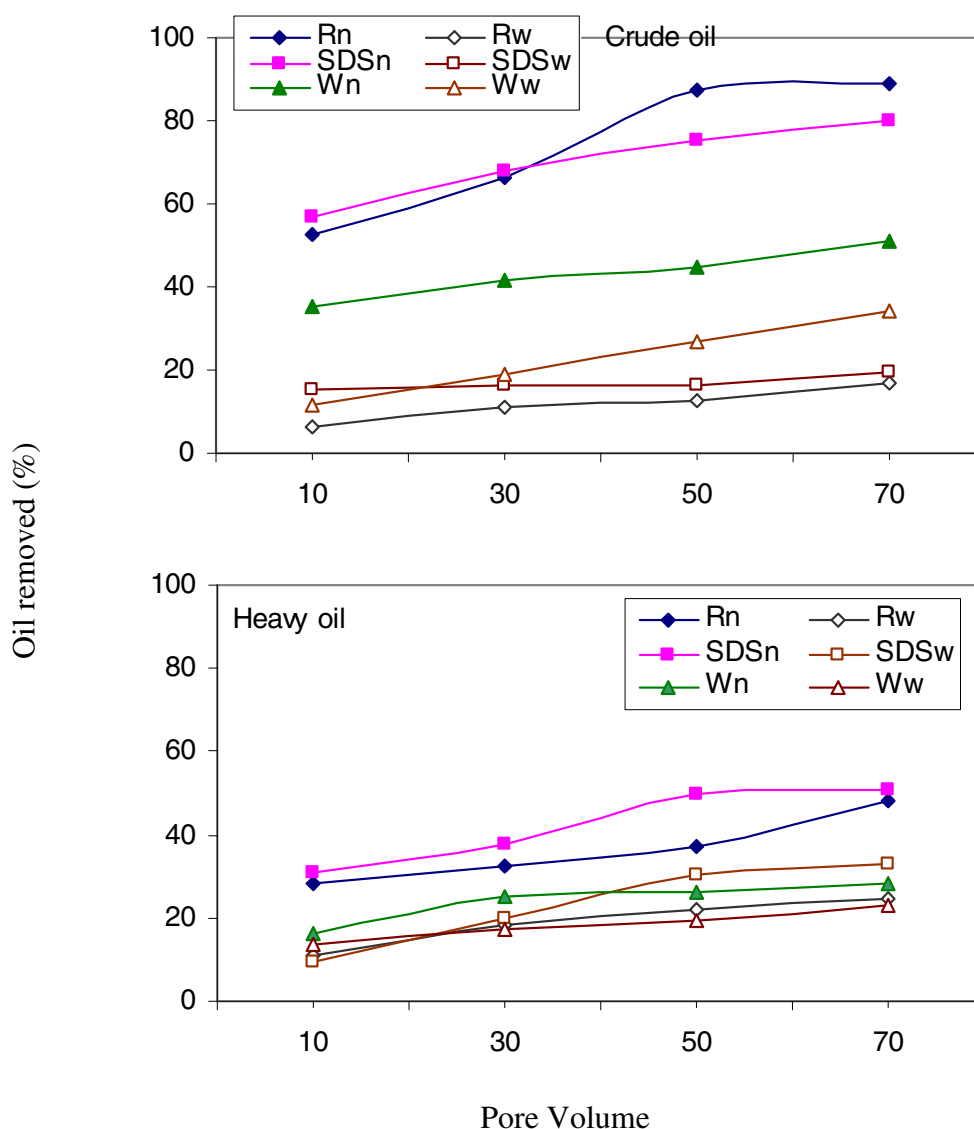 Oil removed (%)
100
80
60
40
20
0
Rn Rw
SDSn SDSw
Wn Ww
Crude oil
10 30 50 70
100
80
60
40
20
0
Heavy oil
Rn Rw
SDSn SDSw
Wn Ww
10 30 50 70
Pore Volume